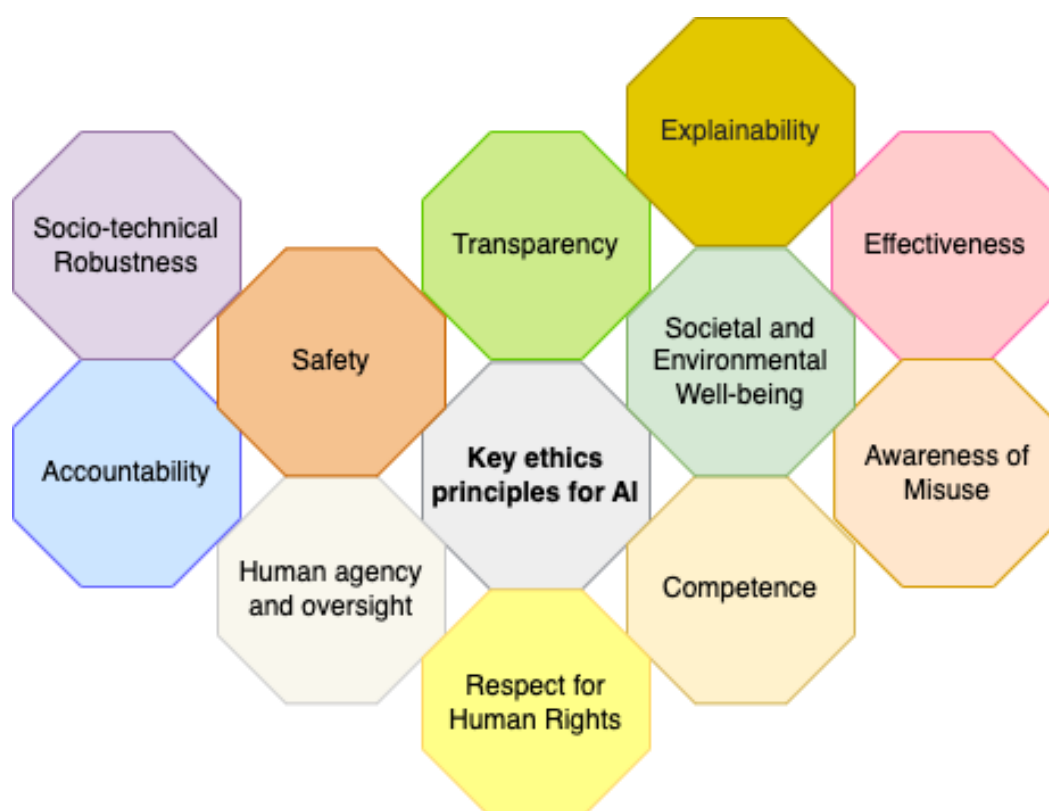 Explainability
Socio-technical
Robustness
Transparency
Effectiveness
Safety
Societal and
Environmental
Well-being
Accountability
Key ethics
principles for AI
Awareness of
Misuse
Human agency
and oversight
Competence
Respect for
Human Rights